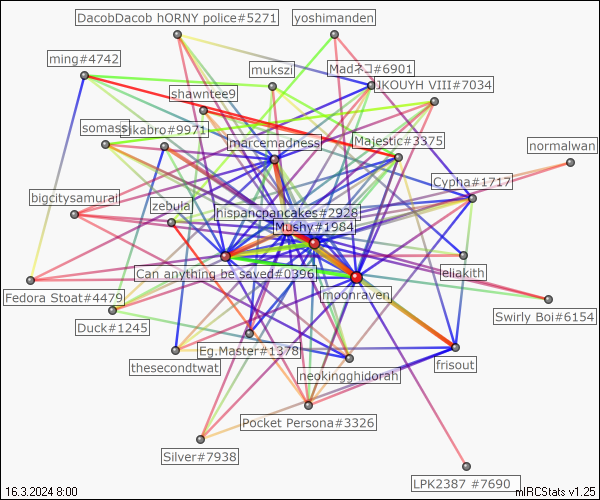 DacobDacob hORNY police#5271
yoshimanden
ming#4742
mukszi
Madネコ#6901
JKOUYH VIII#7034
shawntee9
somass
pikabro#9971
marcemadness
Majestic#3375
normalwan
Cypha#1717
bigcitysamurai
zebula
hispancpancakes#2928
Mushy#1984
Can anything be saved#0396
leliakith
moonraven
Fedora Stoat#4479
Swirly Boi#6154
Duck#1245
Eg.Master#1378
thesecondtwat
neokingghidorah
frisout
Pocket Persona#3326
Silver#7938
LPK2387 #7690
16.3.2024 8:00
mIRCStats v1.25